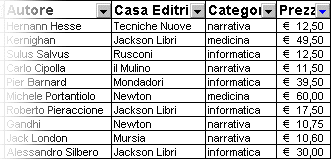 Autore Casa Editri Categor Prezz
Hernann Hesse Tecniche Nuove narrativa € 12,50
Kernighan Jackson Libri medicina € 49,50
Sulus Salvus Rusconi informatica € 12,50
Carlo Cipolla il Mulino narrativa € 11,50
Pier Barnard Mondadori informatica € 39,50
Michele Portantiolo Newton medicina € 60,00
Roberto Pieraccione Jackson Libri informatica € 17,50
Gandhi Newton narrativa € 10,75
Jack London Mursia narrativa € 10,60
Alessandro Silbero Jackson Libri informatica € 30,00